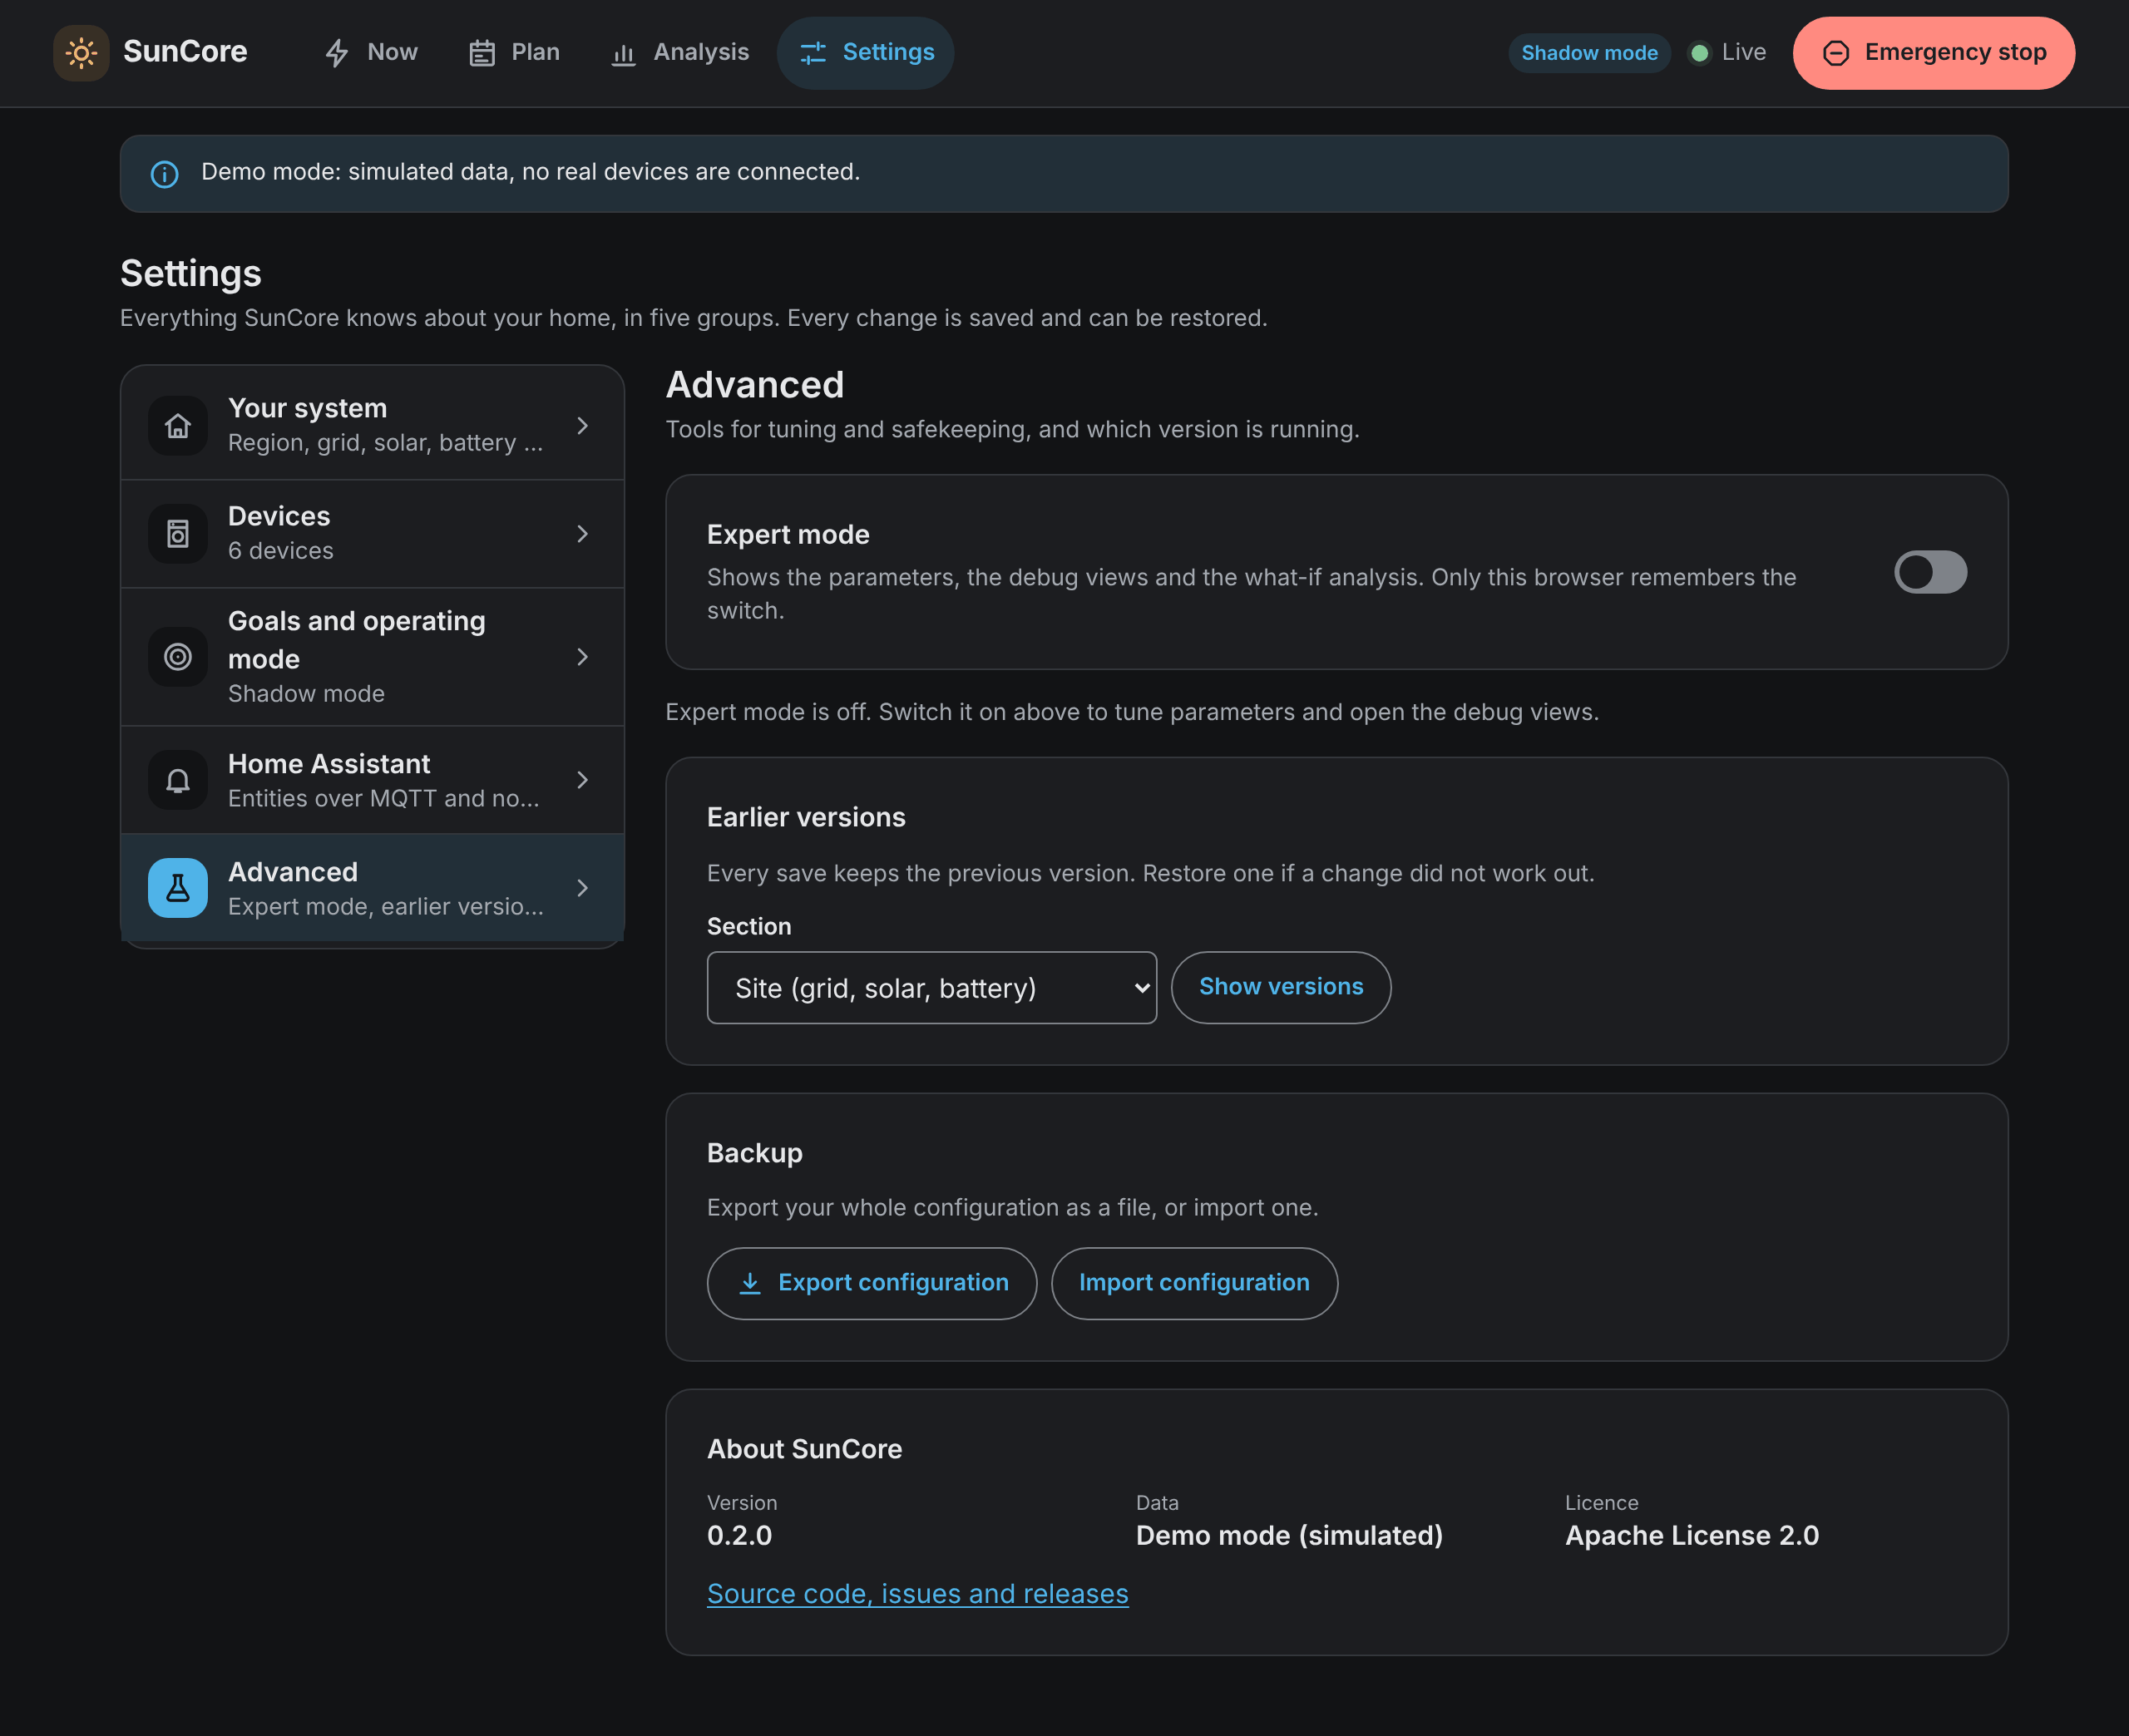 SunCore
Now
Plan
Analysis
Settings
Shadow mode
Live
Emergency stop
Demo mode: simulated data, no real devices are connected.
Settings
Everything SunCore knows about your home, in five groups. Every change is saved and can be restored.
Your system
Region, grid, solar, battery ...
Devices
6 devices
Goals and operating
mode
Shadow mode
Home Assistant
Entities over MQTT and no...
Advanced
Expert mode, earlier versio...
Advanced
Tools for tuning and safekeeping, and which version is running.
Expert mode
Shows the parameters, the debug views and the what-if analysis. Only this browser remembers the
switch.
Expert mode is off. Switch it on above to tune parameters and open the debug views.
Earlier versions
Every save keeps the previous version. Restore one if a change did not work out.
Section
Site (grid, solar, battery)
Show versions
Backup
Export your whole configuration as a file, or import one.
Export configuration
Import configuration
About SunCore
Version
0.2.0
Data
Demo mode (simulated)
Licence
Apache License 2.0
Source code, issues and releases